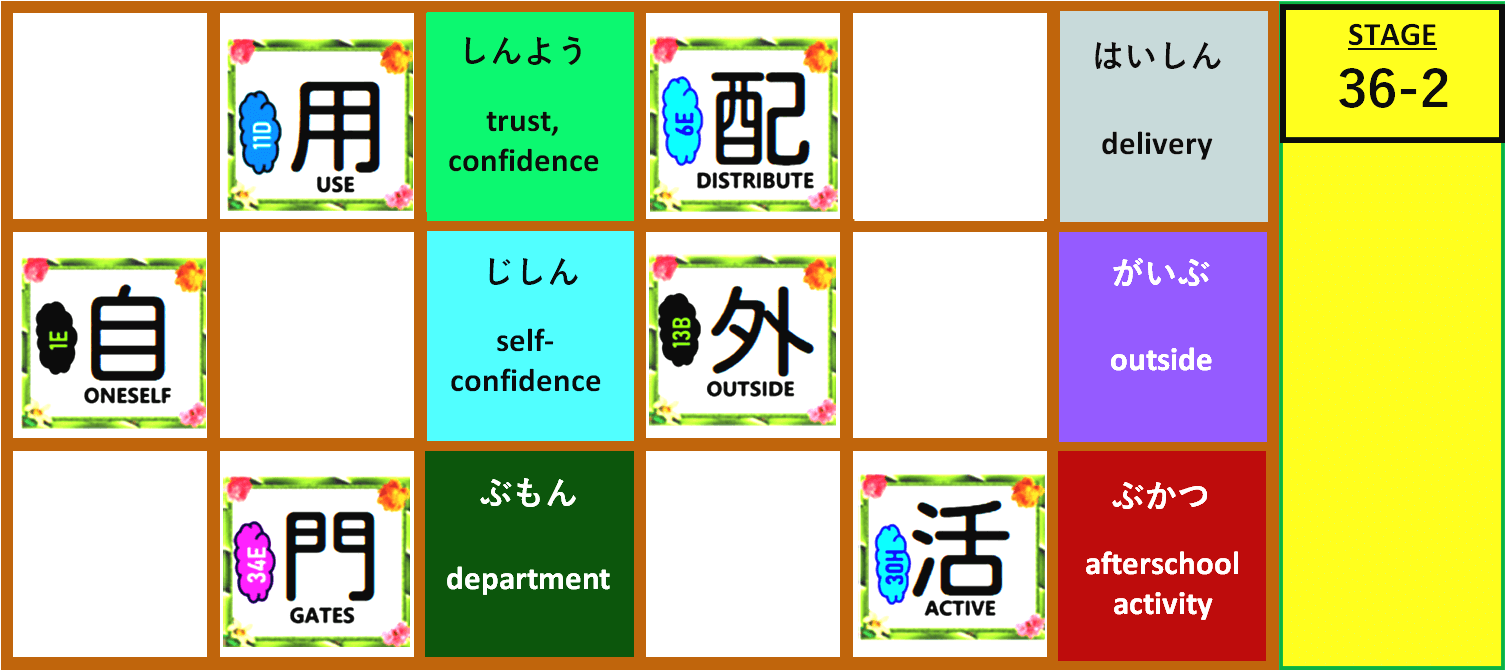 11D
用
USE
しんよう
trust,
confidence
6E
配
DISTRIBUTE
はいしん
delivery
STAGE
36-2
1E
自
ONESELF
じしん
self-
confidence
13B
外
OUTSIDE
がいぶ
outside
34E
門
GATES
ぶもん
department
30H
活
ACTIVE
ぶかつ
afterschool
activity